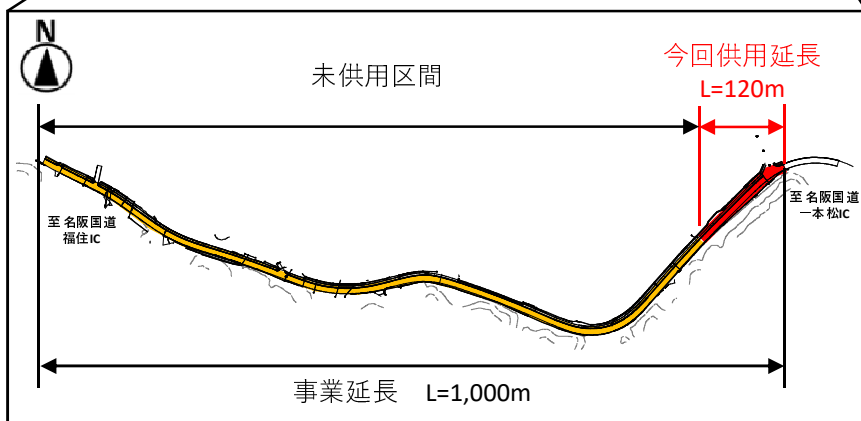 N
未供用区間
今回供用延長
L=120m
至 名阪国道
福住IC
至 名阪国道
一本松IC
事業延長 L=1,000m